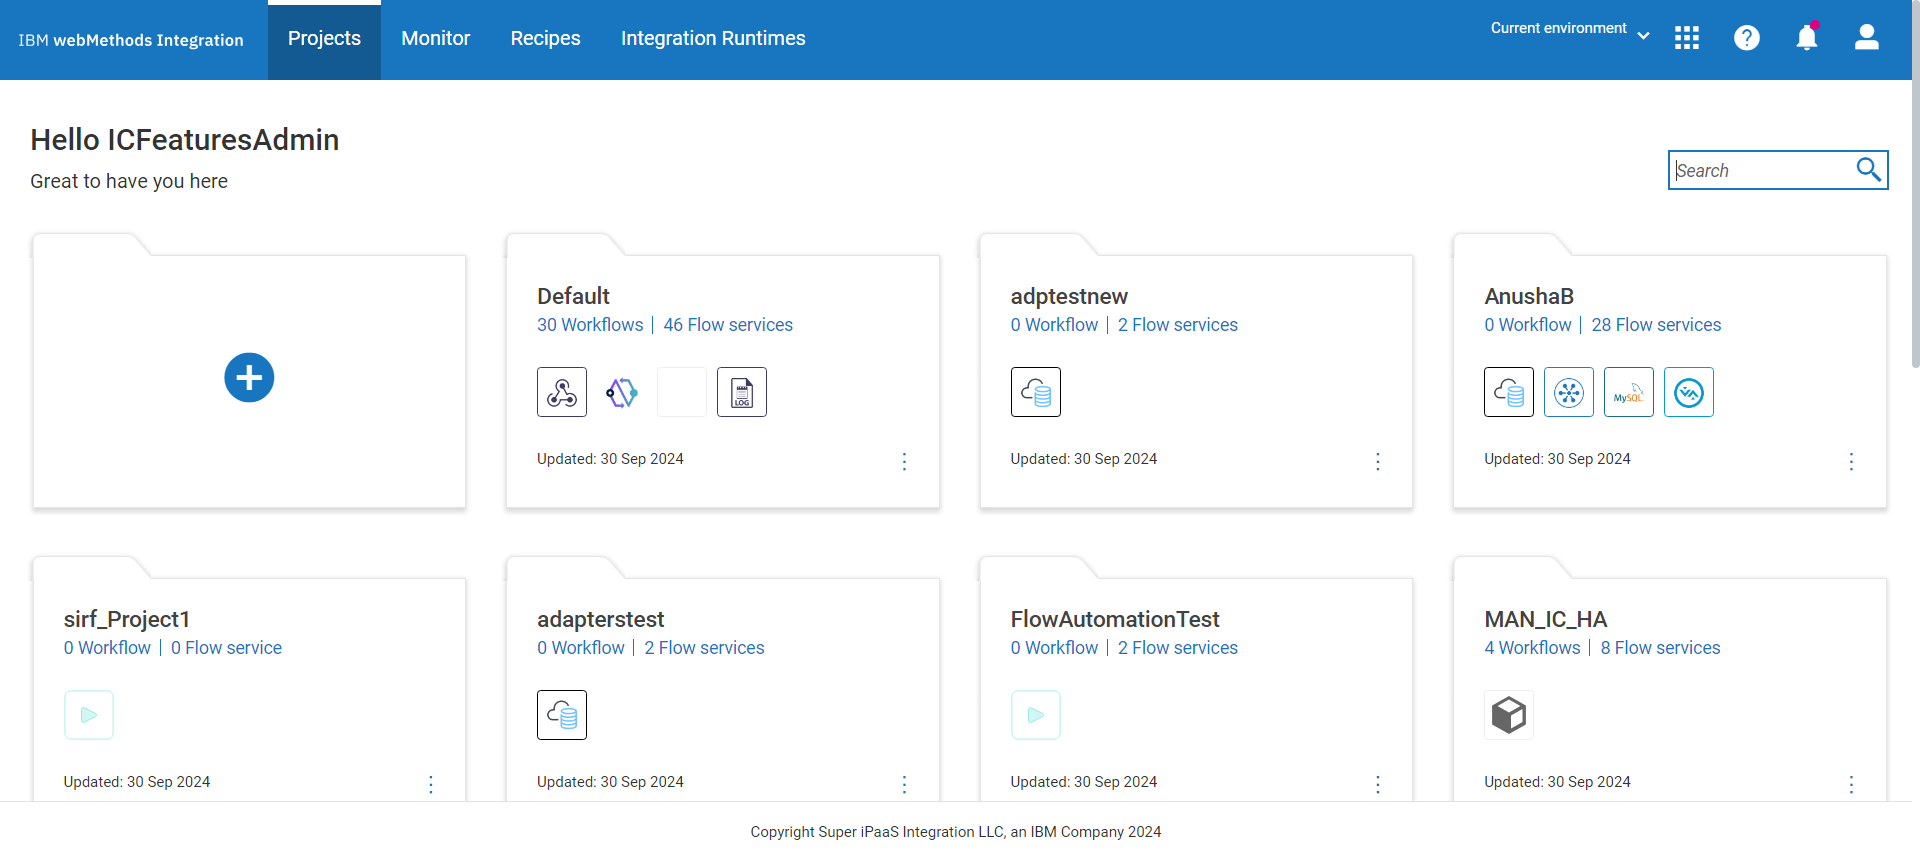 IBM webMethods Integration
Projects
Monitor
Recipes
Integration Runtimes
Current environment
Hello ICFeaturesAdmin
Great to have you here
Search
Default
30 Workflows | 46 Flow services
LOG
Updated: 30 Sep 2024
adptestnew
0 Workflow | 2 Flow services
Updated: 30 Sep 2024
AnushaB
0 Workflow | 28 Flow services
MySQL
Updated: 30 Sep 2024
sirf_Project1
0 Workflow | 0 Flow service
Updated: 30 Sep 2024
adapterstest
0 Workflow | 2 Flow services
Updated: 30 Sep 2024
FlowAutomationTest
0 Workflow | 2 Flow services
Updated: 30 Sep 2024
MAN_IC_HA
4 Workflows | 8 Flow services
Updated: 30 Sep 2024
Copyright Super iPaaS Integration LLC, an IBM Company 2024